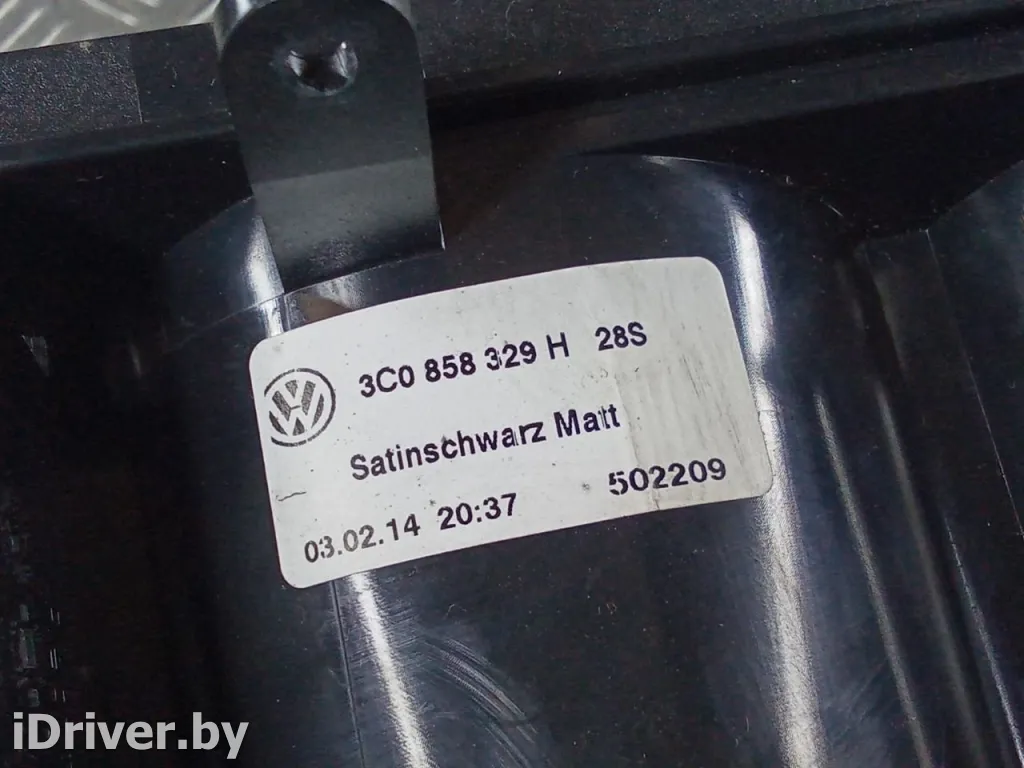 3C0 858 329 H 28S
Satinschwarz Matt
03.02.14 20:37 502209
iDriver.by